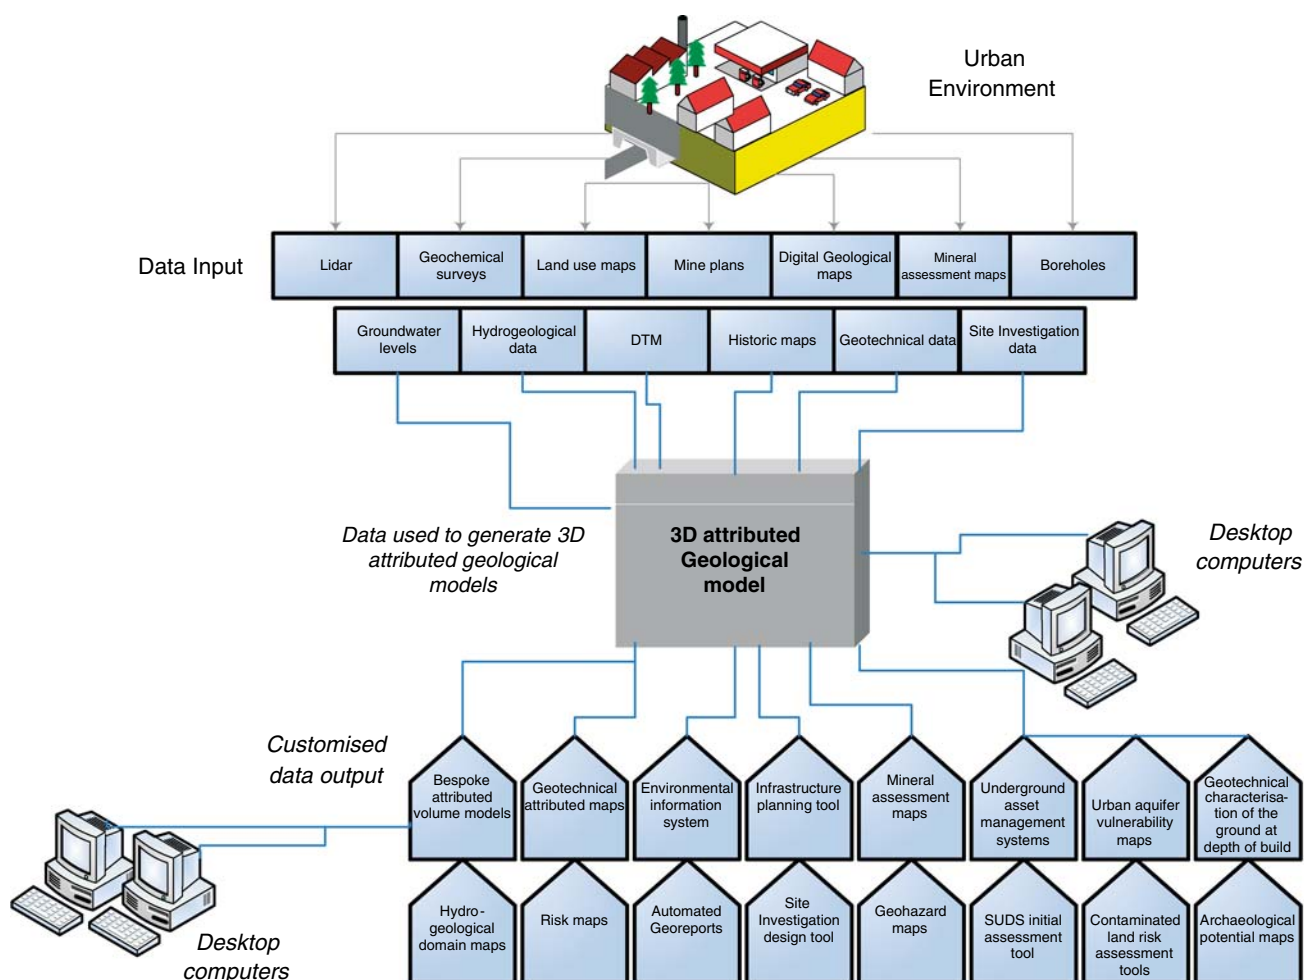 Urban
Environment
Data Input
Lidar
Geochemical
surveys
Land use maps
Mine plans
Digital Geological
maps
Mineral
assessment maps
Boreholes
Groundwater
levels
Hydrogeological
data
DTM
Historic maps
Geotechnical data
Site Investigation
data
Data used to generate 3D
attributed geological
models
3D attributed
Geological
model
Desktop
computers
Customised
data output
Bespoke
attributed
volume models
Geotechnical
attributed maps
Environmental
information
system
Infrastructure
planning tool
Mineral
assessment
maps
Underground
asset
management
systems
Urban aquifer
vulnerability
maps
Geotechnical
characterisa-
tion of the
ground at
depth of build
Hydro-
geological
domain maps
Risk maps
Automated
Georeports
Site
Investigation
design tool
Geohazard
maps
SUDS initial
assessment
tool
Contaminated
land risk
assessment
tools
Archaeological
potential maps
Desktop
computers